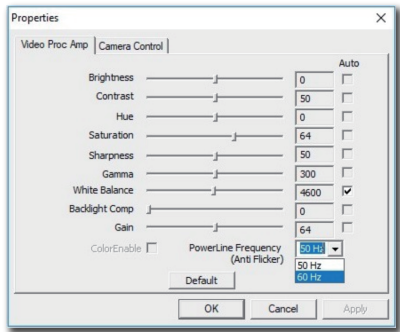 Properties
Video Proc Amp Camera Control
Auto
Brightness 0
Contrast 50
Hue 0
Saturation 64
Sharpness 50
Gamma 300
White Balance 4600
Backlight Comp 0
Gain 64
ColorEnable PowerLine Frequency 50 Hz
(Anti Flicker) 50 Hz
60 Hz
Default
OK Cancel Apply